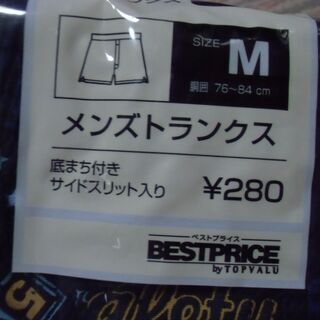 SIZE M
胴囲 76~84 cm
メンズトランクス
底まち付き
サイドスリット入り ¥280
ベストプライス
BESTPRICE
by TOPVALU
5